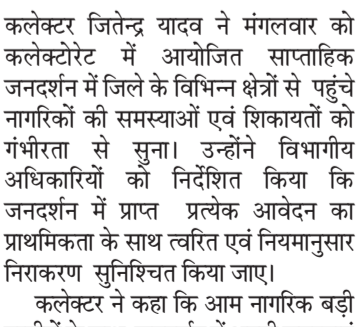 कलेक्टर जितेन्द्र यादव ने मंगलवार को
कलेक्टोरेट में आयोजित साप्ताहिक
जनदर्शन में जिले के विभिन्न क्षेत्रों से पहुंचे
नागरिकों की समस्याओं एवं शिकायतों को
गंभीरता से सुना। उन्होंने विभागीय
अधिकारियों को निर्देशित किया कि
जनदर्शन में प्राप्त प्रत्येक आवेदन का
प्राथमिकता के साथ त्वरित एवं नियमानुसार
निराकरण सुनिश्चित किया जाए।
कलेक्टर ने कहा कि आम नागरिक बड़ी